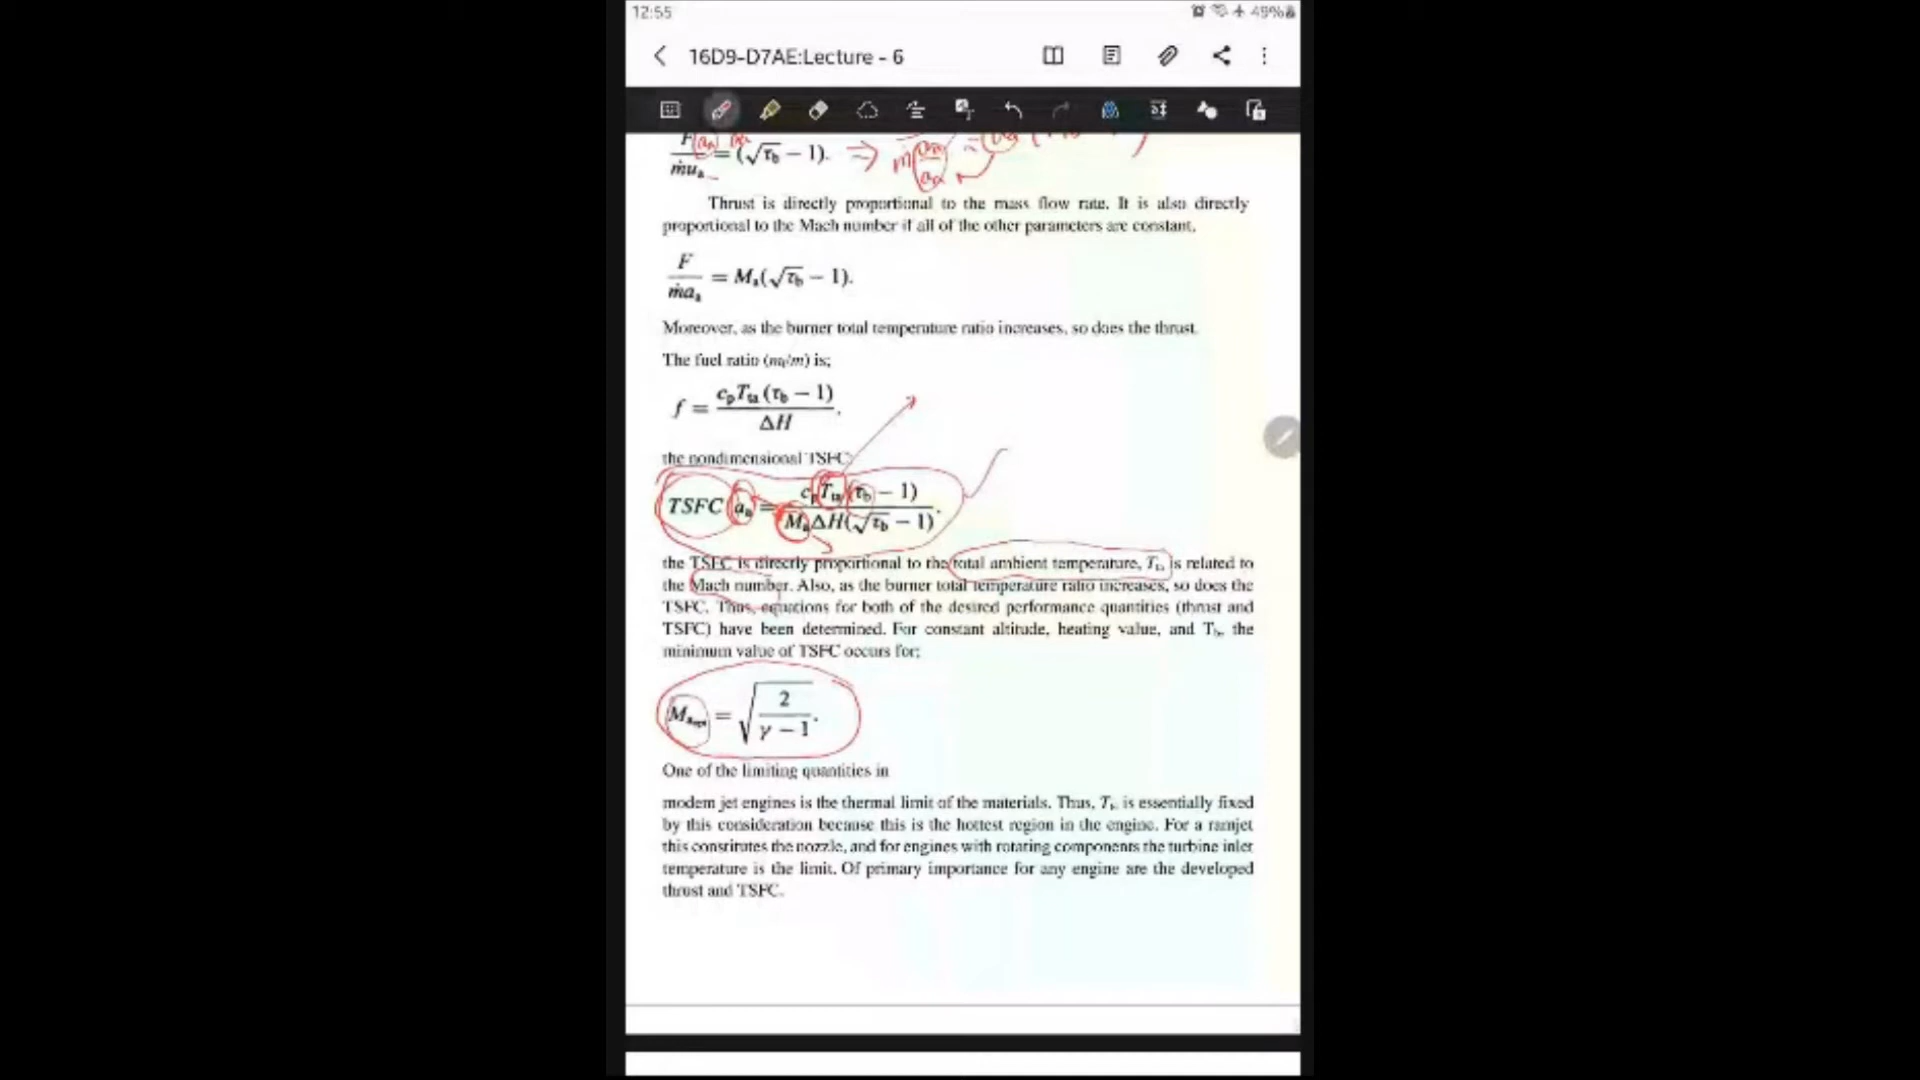 12:55
49%
16D9-D7AE:Lecture - 6
F/ṁuₐ = (√τ_b − 1). ⇒
Thrust is directly proportional to the mass flow rate. It is also directly
proportional to the Mach number if all of the other parameters are constant.
F/ṁaₐ = Mₐ(√τ_b − 1).
Moreover, as the burner total temperature ratio increases, so does the thrust.
The fuel ratio (m_f/m) is;
f = c_pT_ta(τ_b − 1)/ΔH.
the nondimensional TSFC:
TSFC aₐ = c_pT_ta(τ_b − 1)/MₐΔH(√τ_b − 1).
the TSFC is directly proportional to the total ambient temperature, T_ta is related to
the Mach number. Also, as the burner total temperature ratio increases, so does the
TSFC. Thus, equations for both of the desired performance quantities (thrust and
TSFC) have been determined. For constant altitude, heating value, and τ_b, the
minimum value of TSFC occurs for;
M_a_opt = √(2/(γ − 1)).
One of the limiting quantities in
modern jet engines is the thermal limit of the materials. Thus, is essentially fixed
by this consideration because this is the hottest region in the engine. For a ramjet
this constitutes the nozzle, and for engines with rotating components the turbine inlet
temperature is the limit. Of primary importance for any engine are the developed
thrust and TSFC.